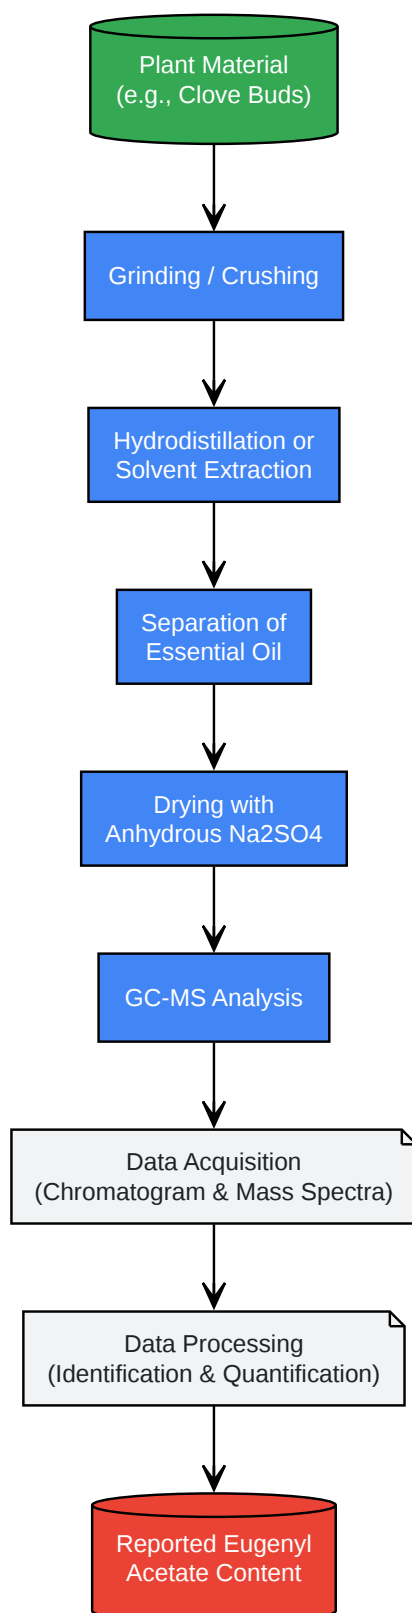 Plant Material
(e.g., Clove Buds)
Grinding / Crushing
Hydrodistillation or
Solvent Extraction
Separation of
Essential Oil
Drying with
Anhydrous Na2SO4
GC-MS Analysis
Data Acquisition
(Chromatogram & Mass Spectra)
Data Processing
(Identification & Quantification)
Reported Eugenyl
Acetate Content